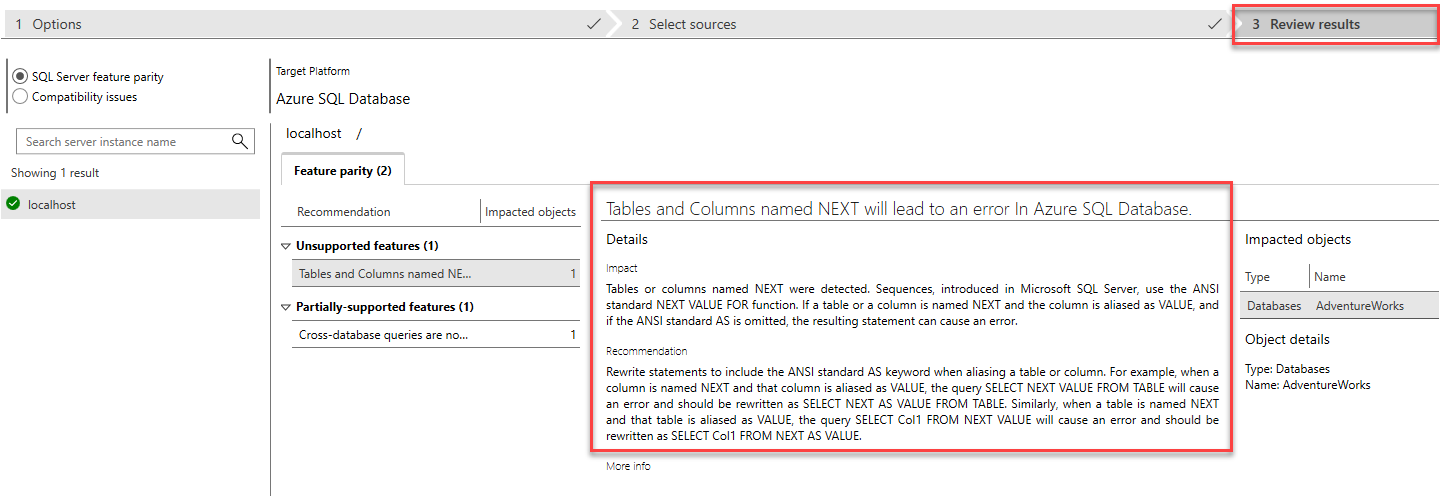 1 Options
2 Select sources
3 Review results
SQL Server feature parity
Compatibility issues
Search server instance name
Showing 1 result
localhost
Target Platform
Azure SQL Database
localhost /
Feature parity (2)
Recommendation Impacted objects
Unsupported features (1)
Tables and Columns named NE... 1
Partially-supported features (1)
Cross-database queries are no... 1
Tables and Columns named NEXT will lead to an error In Azure SQL Database.
Details
Impact
Tables or columns named NEXT were detected. Sequences, introduced in Microsoft SQL Server, use the ANSI
standard NEXT VALUE FOR function. If a table or a column is named NEXT and the column is aliased as VALUE, and
if the ANSI standard AS is omitted, the resulting statement can cause an error.
Recommendation
Rewrite statements to include the ANSI standard AS keyword when aliasing a table or column. For example, when a
column is named NEXT and that column is aliased as VALUE, the query SELECT NEXT VALUE FROM TABLE will cause
an error and should be rewritten as SELECT NEXT AS VALUE FROM TABLE. Similarly, when a table is named NEXT
and that table is aliased as VALUE, the query SELECT Col1 FROM NEXT VALUE will cause an error and should be
rewritten as SELECT Col1 FROM NEXT AS VALUE.
More info
Impacted objects
Type Name
Databases AdventureWorks
Object details
Type: Databases
Name: AdventureWorks